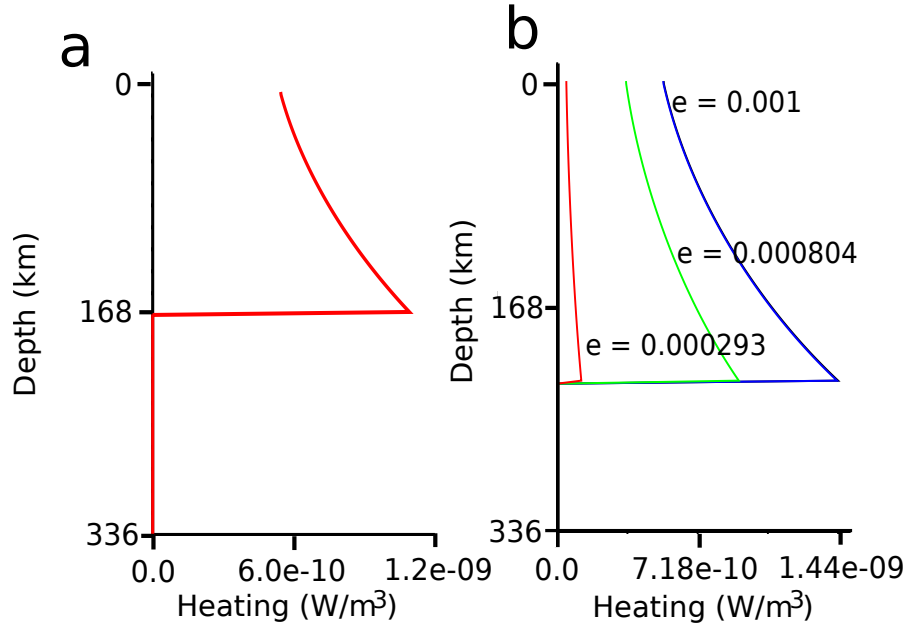 a
0
168
336
Depth (km)
0.0
6.0e-10
1.2e-09
Heating (W/m³)
b
0
168
336
Depth (km)
e = 0.001
e = 0.000804
e = 0.000293
0.0
7.18e-10
1.44e-09
Heating (W/m³)